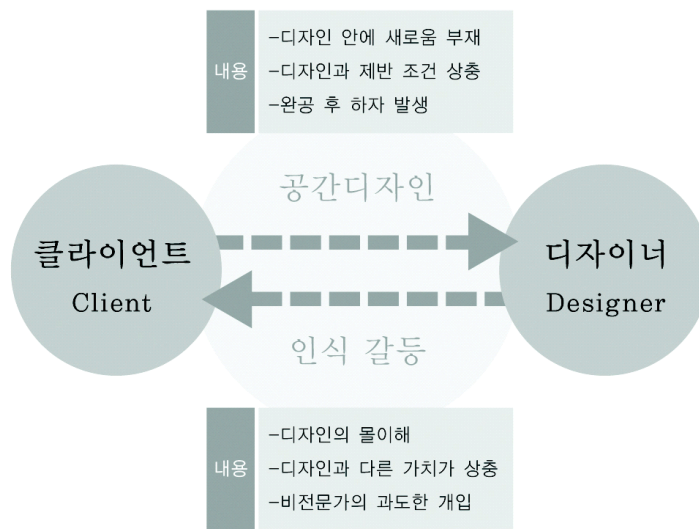 내용
-디자인 안에 새로움 부재
-디자인과 제반 조건 상충
-완공 후 하자 발생
공간디자인
클라이언트
Client
디자이너
Designer
인식 갈등
내용
-디자인의 몰이해
-디자인과 다른 가치가 상충
-비전문가의 과도한 개입